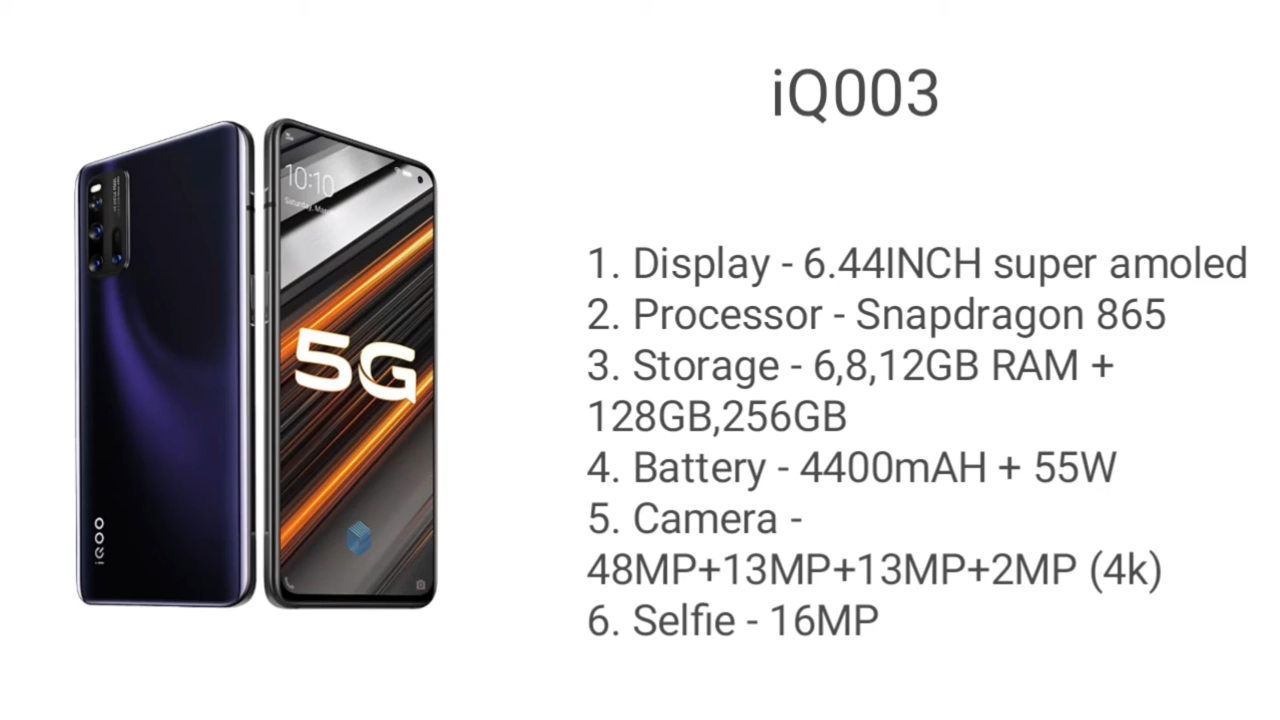 iQ003
10:10
5G
iQOO
1. Display - 6.44INCH super amoled
2. Processor - Snapdragon 865
3. Storage - 6,8,12GB RAM +
128GB,256GB
4. Battery - 4400mAH + 55W
5. Camera -
48MP+13MP+13MP+2MP (4k)
6. Selfie - 16MP